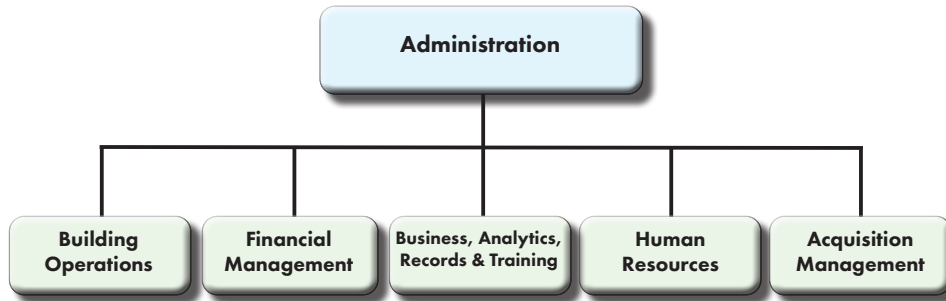 Administration
Building
Operations
Financial
Management
Business, Analytics,
Records & Training
Human
Resources
Acquisition
Management